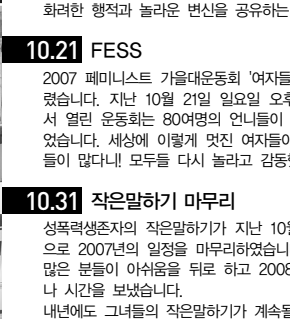 화려한 행적과 놀라운 변신을 공유하는
10.21 FESS
2007 페미니스트 가을대운동회 '여자들
렸습니다. 지난 10월 21일 일요일 오후
서 열린 운동회는 80여명의 언니들이
었습니다. 세상에 이렇게 멋진 여자들이
들이 많다니! 모두들 다시 놀라고 감동했
10.31 작은말하기 마무리
성폭력생존자의 작은말하기가 지난 10월
으로 2007년의 일정을 마무리하였습니
많은 분들이 아쉬움을 뒤로 하고 2008
나 시간을 보냈습니다.
내년에도 그녀들의 작은말하기가 계속될